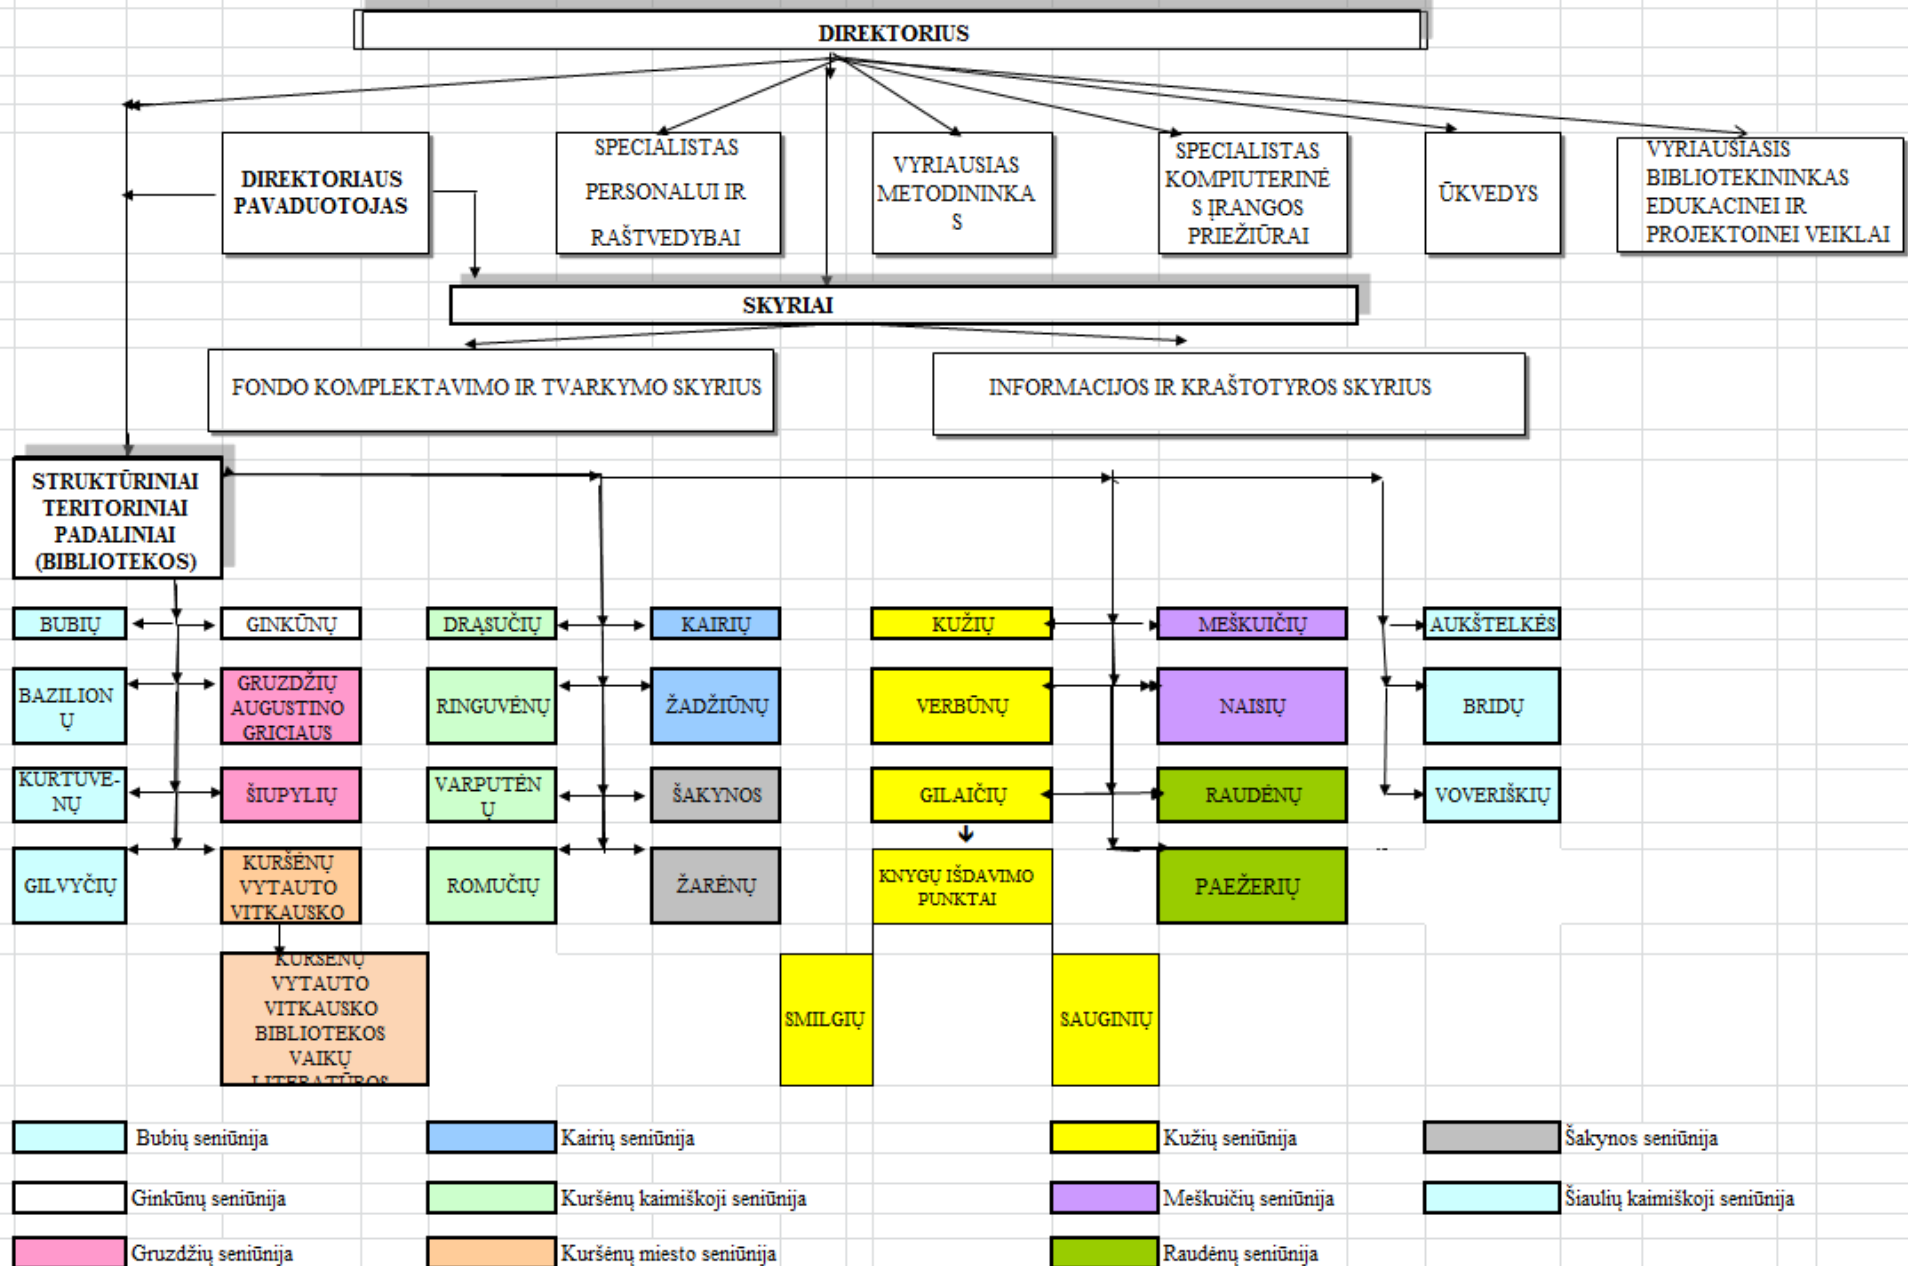 DIREKTORIUS
DIREKTORIAUS
PAVADUOTOJAS
SPECIALISTAS
PERSONALUI IR
RAŠTVEDYBAI
VYRIAUSIAS
METODININKA
S
SPECIALISTAS
KOMPIUTERINĖ
S ĮRANGOS
PRIEŽIŪRAI
ŪKVEDYS
VYRIAUSIASIS
BIBLIOTEKININKAS
EDUKACINEI IR
PROJEKTOINEI VEIKLAI
SKYRIAI
FONDO KOMPLEKTAVIMO IR TVARKYMO SKYRIUS
INFORMACIJOS IR KRAŠTOTYROS SKYRIUS
STRUKTŪRINIAI
TERITORINIAI
PADALINIAI
(BIBLIOTEKOS)
BUBIŲ
GINKŪNŲ
DRĄSUČIŲ
KAIRIŲ
KUŽIŲ
MEŠKUIČIŲ
AUKŠTELKĖS
BAZILION
Ų
GRUZDŽIŲ
AUGUSTINO
GRICIAUS
RINGUVĖNŲ
ŽADŽIŪNŲ
VERBŪNŲ
NAISIŲ
BRIDŲ
KURTUVĖ-
NŲ
ŠIUPYLIŲ
VARPUTĖN
Ų
ŠAKYNOS
GILAIČIŲ
RAUDĖNŲ
VOVERIŠKIŲ
GILVYČIŲ
KURŠĖNŲ
VYTAUTO
VITKAUSKO
ROMUČIŲ
ŽARĖNŲ
KNYGŲ IŠDAVIMO
PUNKTAI
PAEŽERIŲ
KURŠĖNŲ
VYTAUTO
VITKAUSKO
BIBLIOTEKOS
VAIKŲ
LITERATŪROS
SMILGIŲ
SAUGINIŲ
Bubių seniūnija
Kairių seniūnija
Kužių seniūnija
Šakynos seniūnija
Ginkūnų seniūnija
Kuršėnų kaimiškoji seniūnija
Meškuičių seniūnija
Šiaulių kaimiškoji seniūnija
Gruzdžių seniūnija
Kuršėnų miesto seniūnija
Raudėnų seniūnija